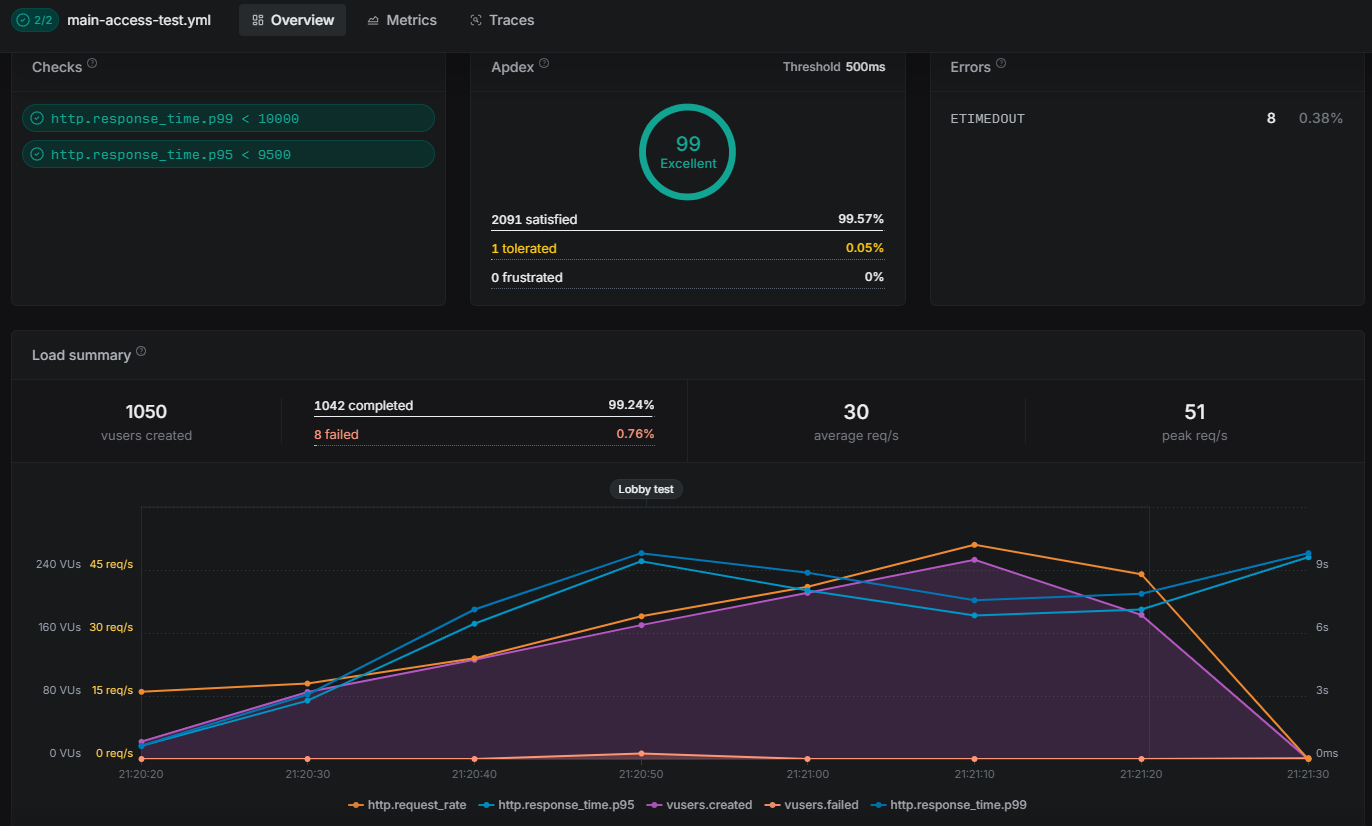 2/2 main-access-test.yml Overview Metrics Traces
Checks
http.response_time.p99 < 10000
http.response_time.p95 < 9500
Apdex Threshold 500ms
99
Excellent
2091 satisfied 99.57%
1 tolerated 0.05%
0 frustrated 0%
Errors
ETIMEDOUT 8 0.38%
Load summary
1050
vusers created
1042 completed 99.24%
8 failed 0.76%
30
average req/s
51
peak req/s
Lobby test
240 VUs 45 req/s 9s
160 VUs 30 req/s 6s
80 VUs 15 req/s 3s
0 VUs 0 req/s 0ms
21:20:20 21:20:30 21:20:40 21:20:50 21:21:00 21:21:10 21:21:20 21:21:30
http.request_rate http.response_time.p95 vusers.created vusers.failed http.response_time.p99